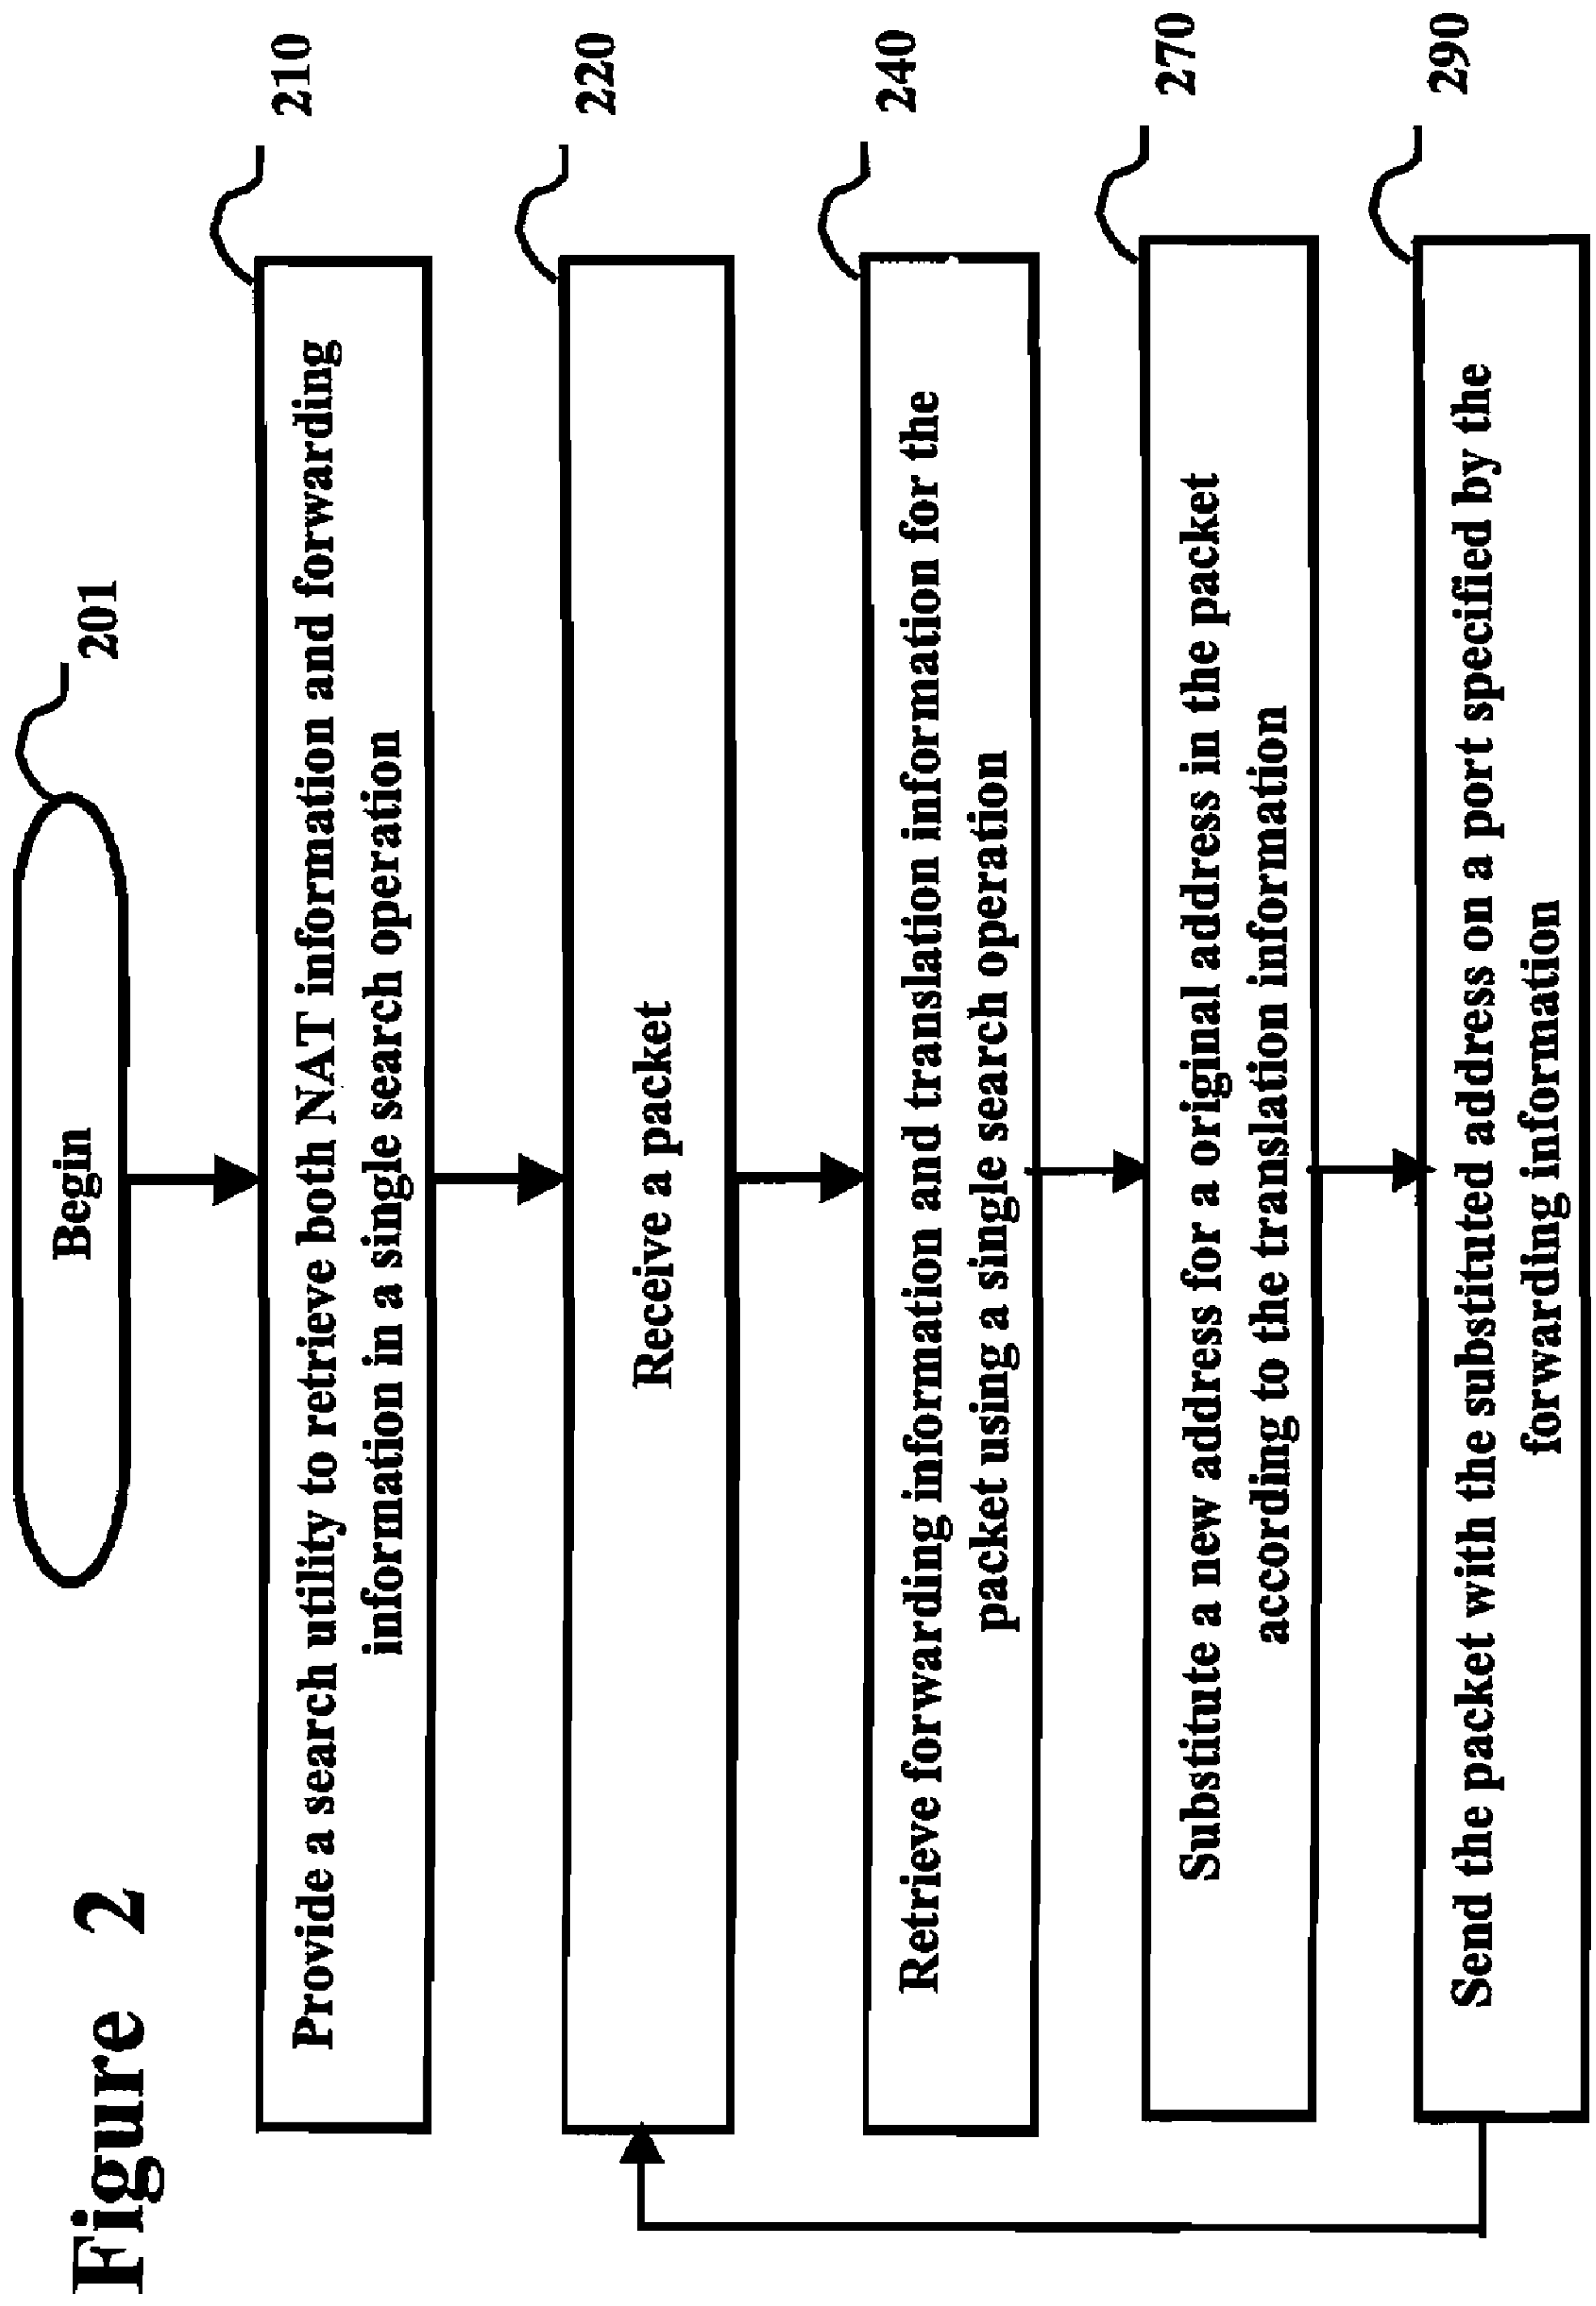 Figure 2
Begin
201
210
Provide a search utility to retrieve both NAT information and forwarding
information in a single search operation
220
Receive a packet
240
Retrieve forwarding information and translation information for the
packet using a single search operation
270
Substitute a new address for a original address in the packet
according to the translation information
290
Send the packet with the substituted address on a port specified by the
forwarding information